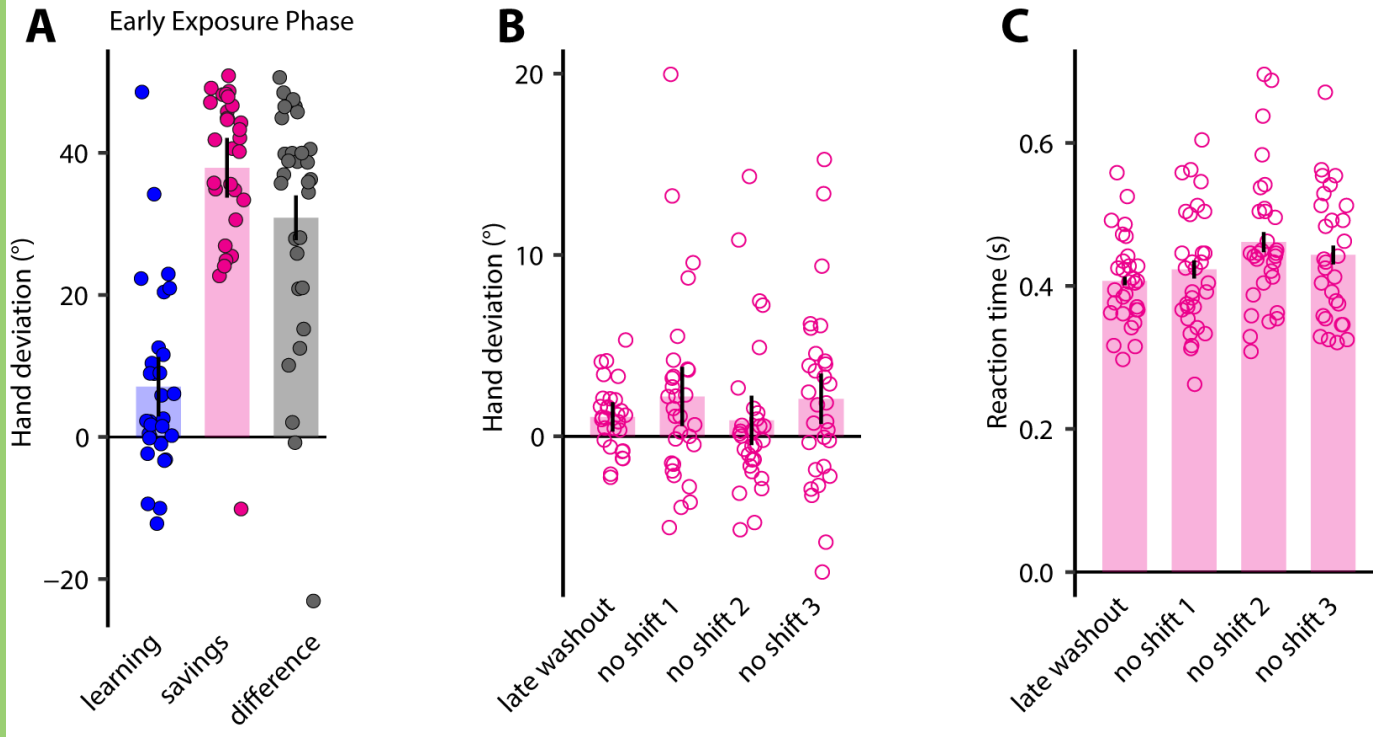 A
Early Exposure Phase
Hand deviation (°)
40
20
0
−20
learning
savings
difference
B
Hand deviation (°)
20
10
0
late washout
no shift 1
no shift 2
no shift 3
C
Reaction time (s)
0.6
0.4
0.2
0.0
late washout
no shift 1
no shift 2
no shift 3